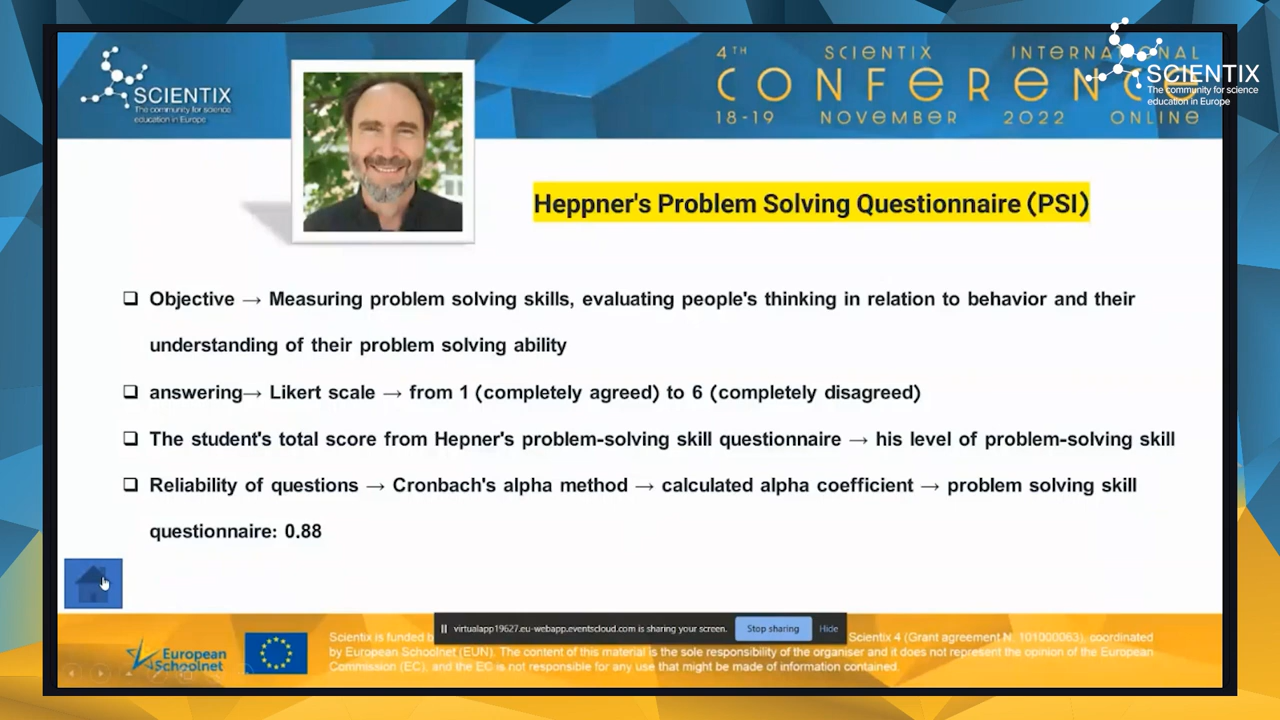 SCIENTIX
The community for science
education in Europe
4TH SCIENTIX INTERNATIONAL
CONFERENCE
18-19 NOVEMBER 2022 ONLINE
SCIENTIX
The community for science
education in Europe
Heppner's Problem Solving Questionnaire (PSI)
❑ Objective → Measuring problem solving skills, evaluating people's thinking in relation to behavior and their
understanding of their problem solving ability
❑ answering→ Likert scale → from 1 (completely agreed) to 6 (completely disagreed)
❑ The student's total score from Hepner's problem-solving skill questionnaire → his level of problem-solving skill
❑ Reliability of questions → Cronbach's alpha method → calculated alpha coefficient → problem solving skill
questionnaire: 0.88
virtualapp19627.eu-webapp.eventscloud.com is sharing your screen. Stop sharing Hide
European
Schoolnet
Scientix is funded b Scientix 4 (Grant agreement N. 101000063), coordinated
by European Schoolnet (EUN). The content of this material is the sole responsibility of the organiser and it does not represent the opinion of the European
Commission (EC), and the EC is not responsible for any use that might be made of information contained.